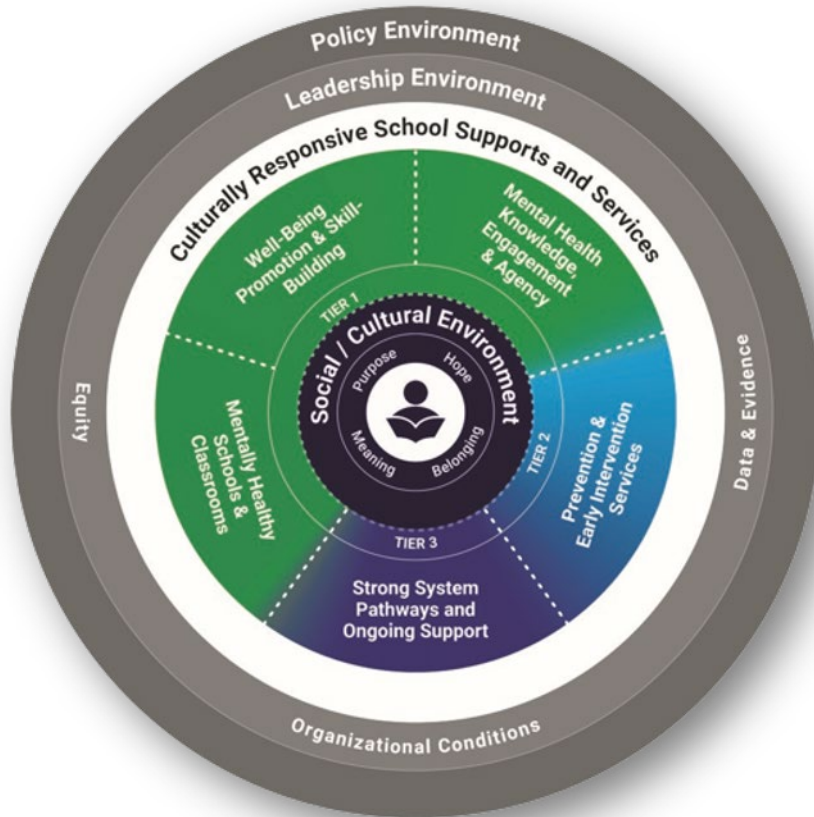 Policy Environment
Leadership Environment
Culturally Responsive School Supports and Services
Well-Being
Promotion & Skill-
Building
Mental Health
Knowledge,
Engagement
& Agency
TIER 1
Social / Cultural Environment
Purpose
Hope
Meaning
Belonging
Equity
Data & Evidence
Mentally Healthy
Schools &
Classrooms
TIER 2
Prevention &
Early Intervention
Services
TIER 3
Strong System
Pathways and
Ongoing Support
Organizational Conditions